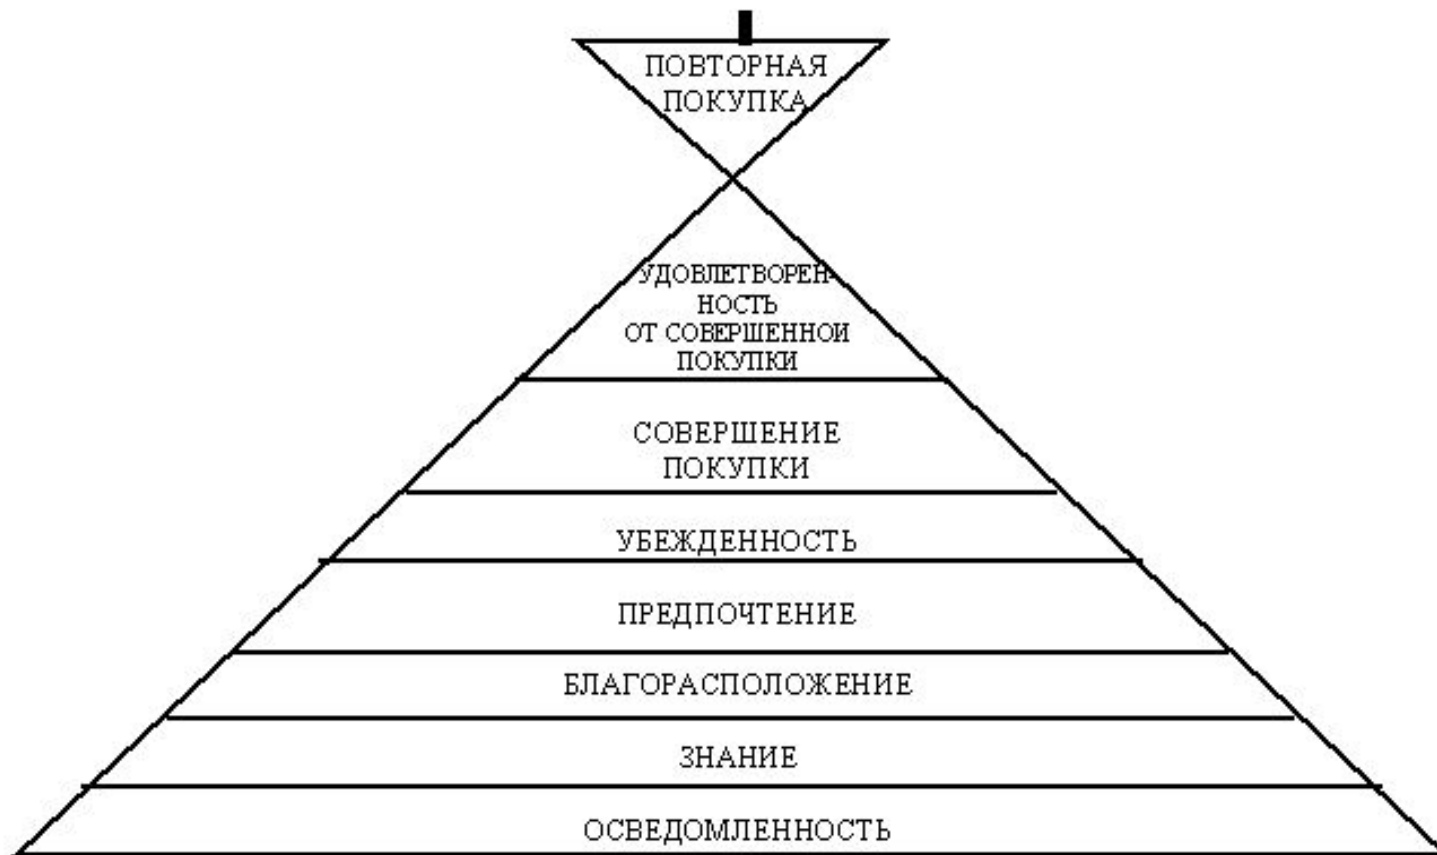 ПОВТОРНАЯ
ПОКУПКА
УДОВЛЕТВОРЕН-
НОСТЬ
ОТ СОВЕРШЕННОЙ
ПОКУПКИ
СОВЕРШЕНИЕ
ПОКУПКИ
УБЕЖДЕННОСТЬ
ПРЕДПОЧТЕНИЕ
БЛАГОРАСПОЛОЖЕНИЕ
ЗНАНИЕ
ОСВЕДОМЛЕННОСТЬ